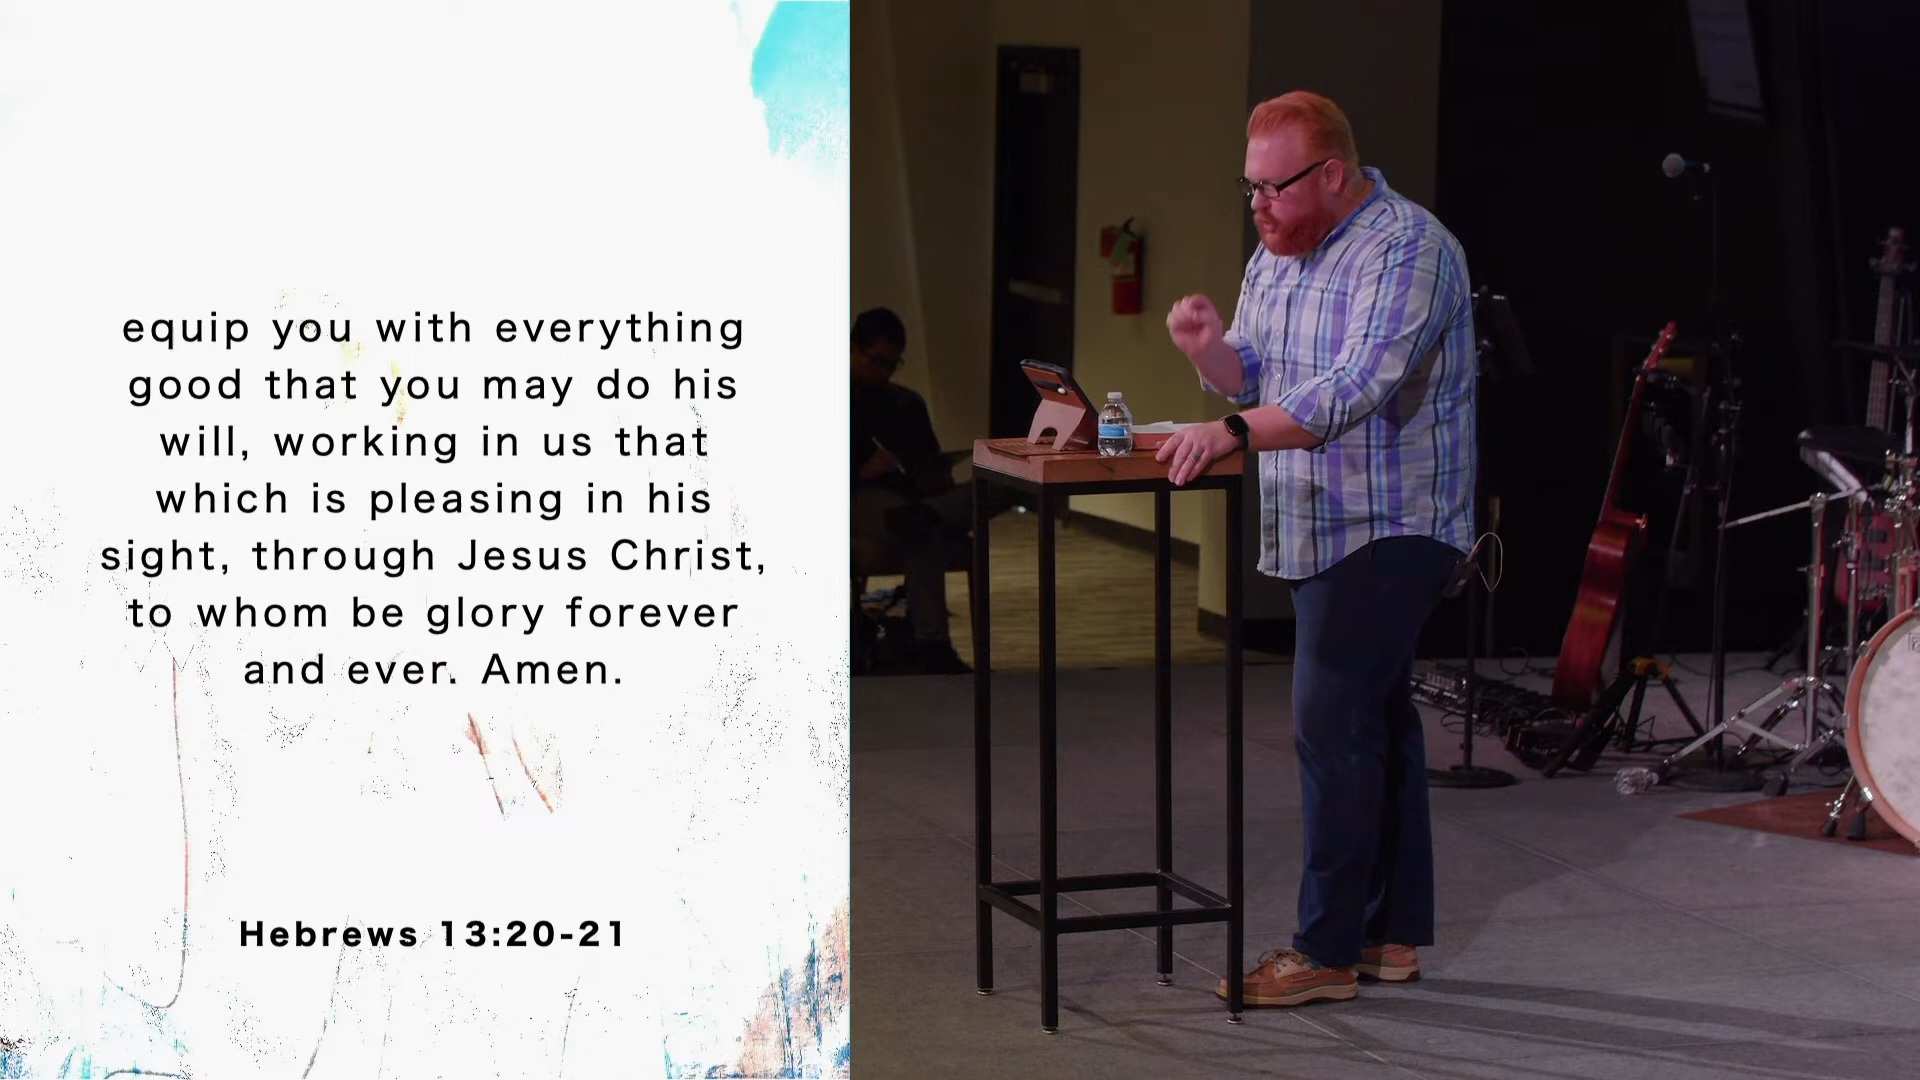 equip you with everything
good that you may do his
will, working in us that
which is pleasing in his
sight, through Jesus Christ,
to whom be glory forever
and ever. Amen.
Hebrews 13:20-21